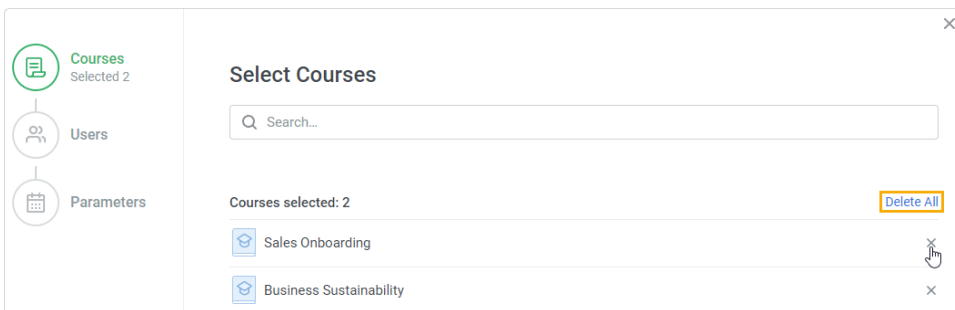 Courses
Selected 2
Users
Parameters
Select Courses
Search...
Courses selected: 2
Delete All
Sales Onboarding
Business Sustainability